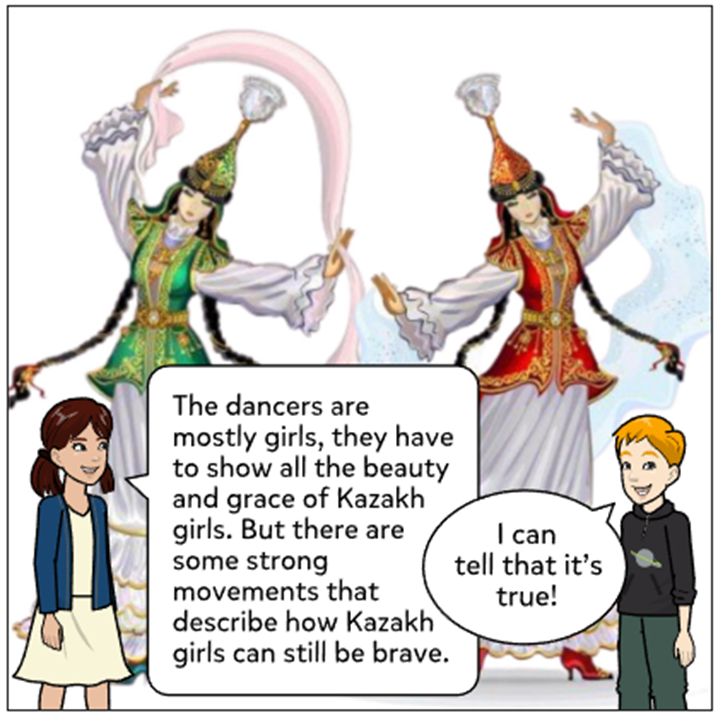 The dancers are
mostly girls, they have
to show all the beauty
and grace of Kazakh
girls. But there are
some strong
movements that
describe how Kazakh
girls can still be brave.
I can
tell that it's
true!